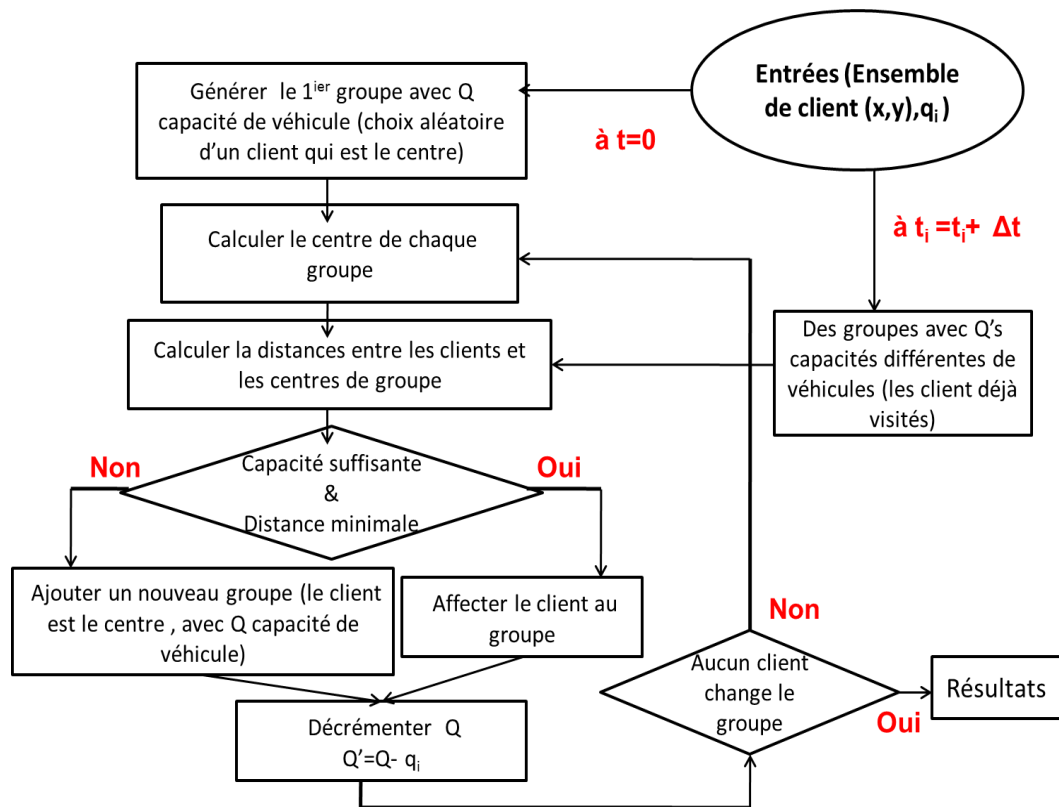 Entrées (Ensemble
de client (x,y),qi )
Générer le 1ier groupe avec Q
capacité de véhicule (choix aléatoire
d'un client qui est le centre)
à t=0
à ti =ti+ Δt
Calculer le centre de chaque
groupe
Des groupes avec Q's
capacités différentes de
véhicules (les client déjà
visités)
Calculer la distances entre les clients et
les centres de groupe
Non
Capacité suffisante
&
Distance minimale
Oui
Ajouter un nouveau groupe (le client
est le centre , avec Q capacité de
véhicule)
Affecter le client au
groupe
Décrémenter Q
Q'=Q- qi
Non
Aucun client
change le
groupe
Oui
Résultats